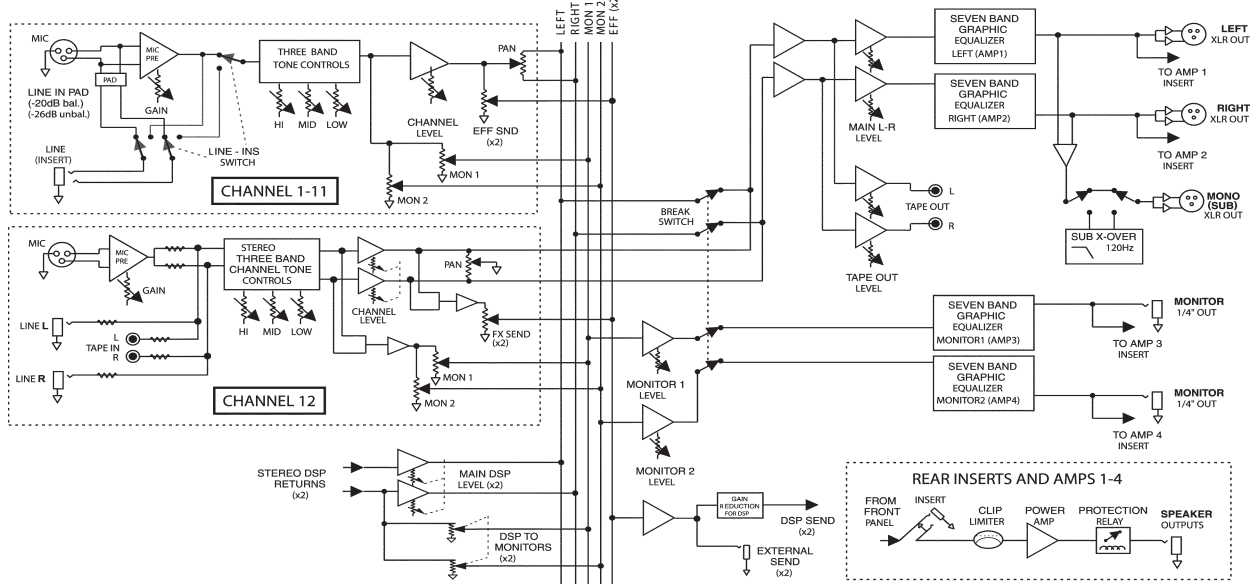 LEFT
RIGHT
MON 1
MON 2
EFF (x2)
MIC
MIC
PRE
PAD
LINE IN PAD
(-20dB bal.)
(-26dB unbal.)
GAIN
LINE
(INSERT)
LINE - INS
SWITCH
THREE BAND
TONE CONTROLS
HI
MID
LOW
CHANNEL
LEVEL
PAN
EFF SND
(x2)
MON 1
MON 2
CHANNEL 1-11
MIC
MIC
PRE
GAIN
LINE L
L
TAPE IN
R
LINE R
STEREO
THREE BAND
CHANNEL TONE
CONTROLS
HI
MID
LOW
CHANNEL
LEVEL
PAN
FX SEND
(x2)
MON 1
MON 2
CHANNEL 12
STEREO DSP
RETURNS
(x2)
MAIN DSP
LEVEL (x2)
DSP TO
MONITORS
(x2)
BREAK
SWITCH
MAIN L-R
LEVEL
L
TAPE OUT
R
TAPE OUT
LEVEL
SEVEN BAND
GRAPHIC
EQUALIZER
LEFT (AMP1)
SEVEN BAND
GRAPHIC
EQUALIZER
RIGHT (AMP2)
LEFT
XLR OUT
TO AMP 1
INSERT
RIGHT
XLR OUT
TO AMP 2
INSERT
MONO
(SUB)
XLR OUT
SUB X-OVER
120Hz
MONITOR 1
LEVEL
MONITOR 2
LEVEL
SEVEN BAND
GRAPHIC
EQUALIZER
MONITOR1 (AMP3)
SEVEN BAND
GRAPHIC
EQUALIZER
MONITOR2 (AMP4)
MONITOR
1/4" OUT
TO AMP 3
INSERT
MONITOR
1/4" OUT
TO AMP 4
INSERT
GAIN
REDUCTION
FOR DSP
DSP SEND
(x2)
EXTERNAL
SEND
(x2)
REAR INSERTS AND AMPS 1-4
FROM
FRONT
PANEL
INSERT
CLIP
LIMITER
POWER
AMP
PROTECTION
RELAY
SPEAKER
OUTPUTS